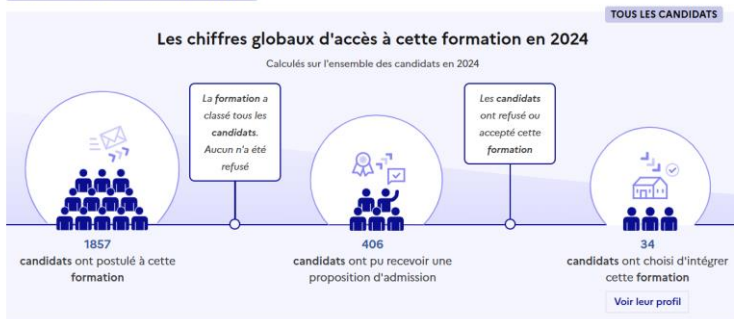 TOUS LES CANDIDATS
Les chiffres globaux d'accès à cette formation en 2024
Calculés sur l'ensemble des candidats en 2024
La formation a
classé tous les
candidats.
Aucun n'a été
refusé
Les candidats
ont refusé ou
accepté cette
formation
1857
candidats ont postulé à cette
formation
406
candidats ont pu recevoir une
proposition d'admission
34
candidats ont choisi d'intégrer
cette formation
Voir leur profil